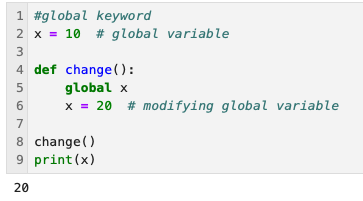 1 #global keyword
2 x = 10  # global variable
3
4 def change():
5     global x
6     x = 20  # modifying global variable
7
8 change()
9 print(x)
20